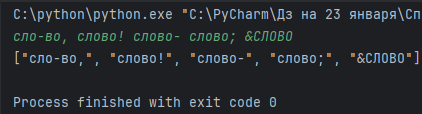 C:\python\python.exe "C:\PyCharm\Дз на 23 января\Сп
сло-во, слово! слово- слово; &СЛОВО
["сло-во,", "слово!", "слово-", "слово;", "&СЛОВО"]
Process finished with exit code 0